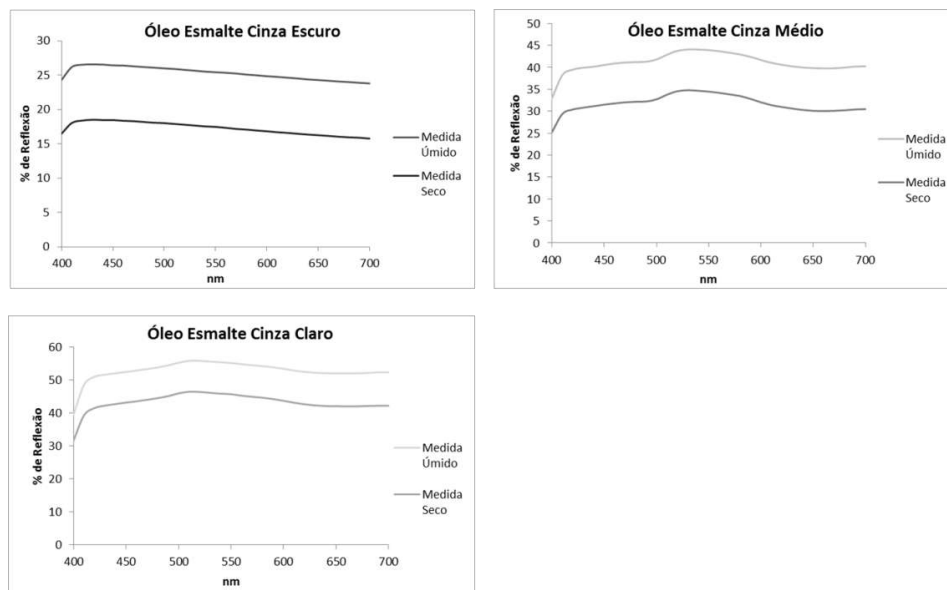 Óleo Esmalte Cinza Escuro
% de Reflexão
30
25
20
15
10
5
0
400 450 500 550 600 650 700
nm
Medida
Úmido
Medida
Seco
Óleo Esmalte Cinza Médio
% de Reflexão
50
45
40
35
30
25
20
15
10
5
0
400 450 500 550 600 650 700
nm
Medida
Úmido
Medida
Seco
Óleo Esmalte Cinza Claro
% de Reflexão
60
50
40
30
20
10
0
400 450 500 550 600 650 700
nm
Medida
Úmido
Medida
Seco